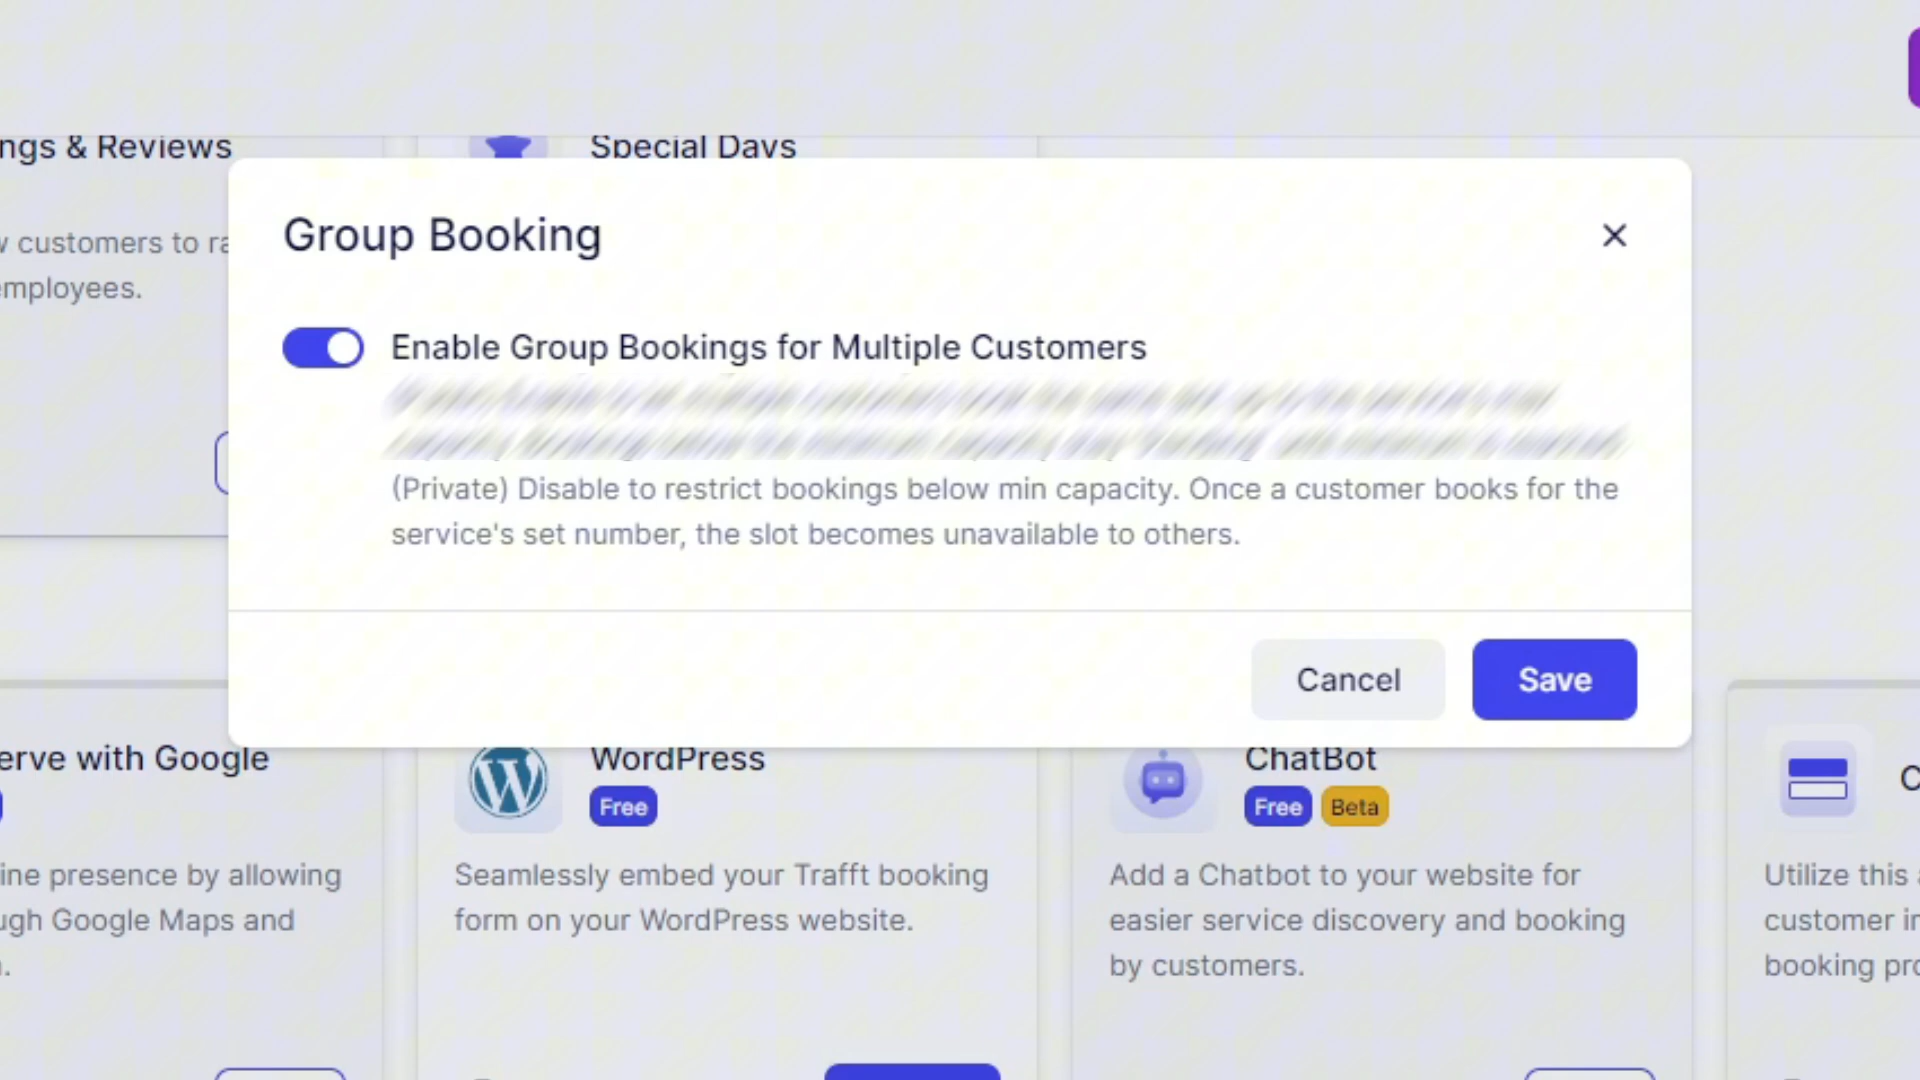 ngs & Reviews
Special Days
customers to ra
employees.
Group Booking
Enable Group Bookings for Multiple Customers
(Private) Disable to restrict bookings below min capacity. Once a customer books for the
service's set number, the slot becomes unavailable to others.
Cancel
Save
erve with Google
WordPress
Free
ChatBot
Free
Beta
ine presence by allowing
ugh Google Maps and
Seamlessly embed your Trafft booking
form on your WordPress website.
Add a Chatbot to your website for
easier service discovery and booking
by customers.
Utilize this
customer in
booking pro